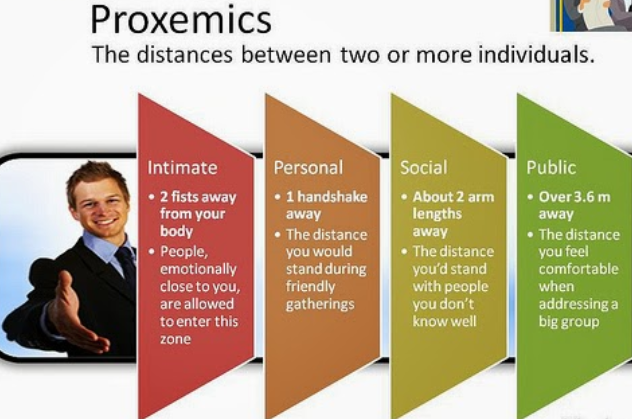 Proxemics
The distances between two or more individuals.
Intimate
• 2 fists away
from your
body
• People,
emotionally
close to you,
are allowed
to enter this
zone
Personal
• 1 handshake
away
• The distance
you would
stand during
friendly
gatherings
Social
• About 2 arm
lengths
away
• The distance
you'd stand
with people
you don't
know well
Public
• Over 3.6 m
away
• The distance
you feel
comfortable
when
addressing a
big group